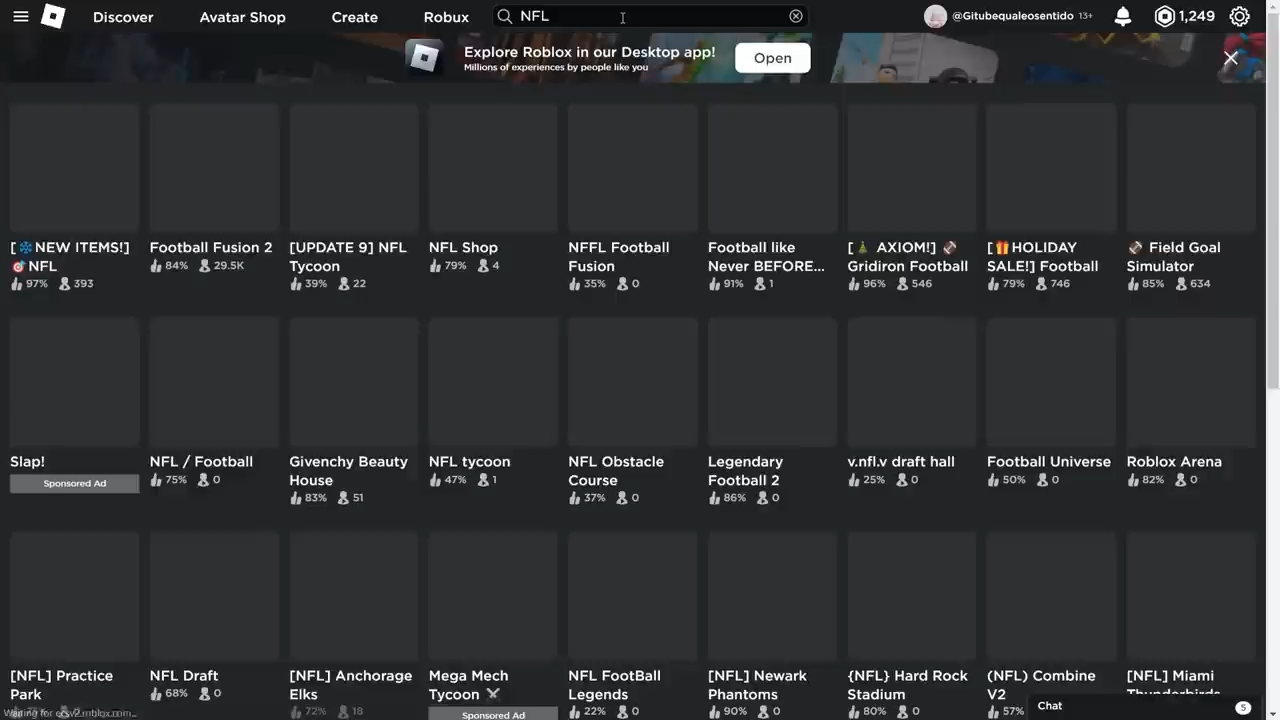 Discover Avatar Shop Create Robux NFL @Gitubequaleosentido 13+ 1,249
Explore Roblox in our Desktop app!
Millions of experiences by people like you
Open
[❄NEW ITEMS!] Football Fusion 2 [UPDATE 9] NFL NFL Shop NFFL Football Football like [🎄 AXIOM!] 🏈 [🎁HOLIDAY 🏈 Field Goal
🎯NFL 84% 29.5K Tycoon 79% 4 Fusion Never BEFORE... Gridiron Football SALE!] Football Simulator
97% 393 39% 22 35% 0 91% 1 96% 546 79% 746 85% 634
Slap! NFL / Football Givenchy Beauty NFL tycoon NFL Obstacle Legendary v.nfl.v draft hall Football Universe Roblox Arena
Sponsored Ad 75% 0 House 47% 1 Course Football 2 25% 0 50% 0 82% 0
83% 51 37% 0 86% 0
[NFL] Practice NFL Draft [NFL] Anchorage Mega Mech NFL FootBall [NFL] Newark {NFL} Hard Rock (NFL) Combine [NFL] Miami
Park 68% 0 Elks Tycoon ⚔ Legends Phantoms Stadium V2 Thunderbirds
72% 18 Sponsored Ad 22% 0 90% 0 80% 0 57% Chat 5